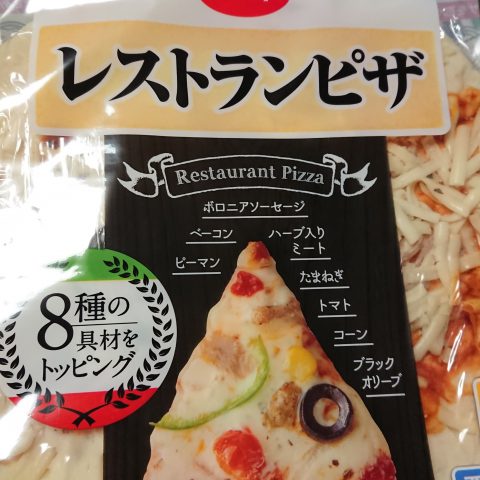 レストランピザ
Restaurant Pizza
ボロニアソーセージ
ベーコン
ハーブ入り
ミート
ピーマン
たまねぎ
トマト
コーン
ブラック
オリーブ
8種の
具材を
トッピング